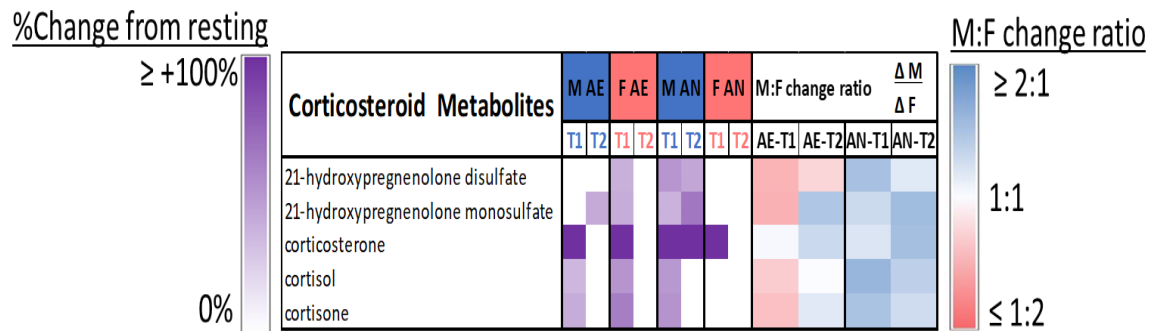 %Change from resting
≥ +100%
0%
Corticosteroid Metabolites
M AE F AE M AN F AN M:F change ratio Δ M
Δ F
T1 T2 T1 T2 T1 T2 T1 T2 AE-T1 AE-T2 AN-T1 AN-T2
21-hydroxypregnenolone disulfate
21-hydroxypregnenolone monosulfate
corticosterone
cortisol
cortisone
M:F change ratio
≥ 2:1
1:1
≤ 1:2